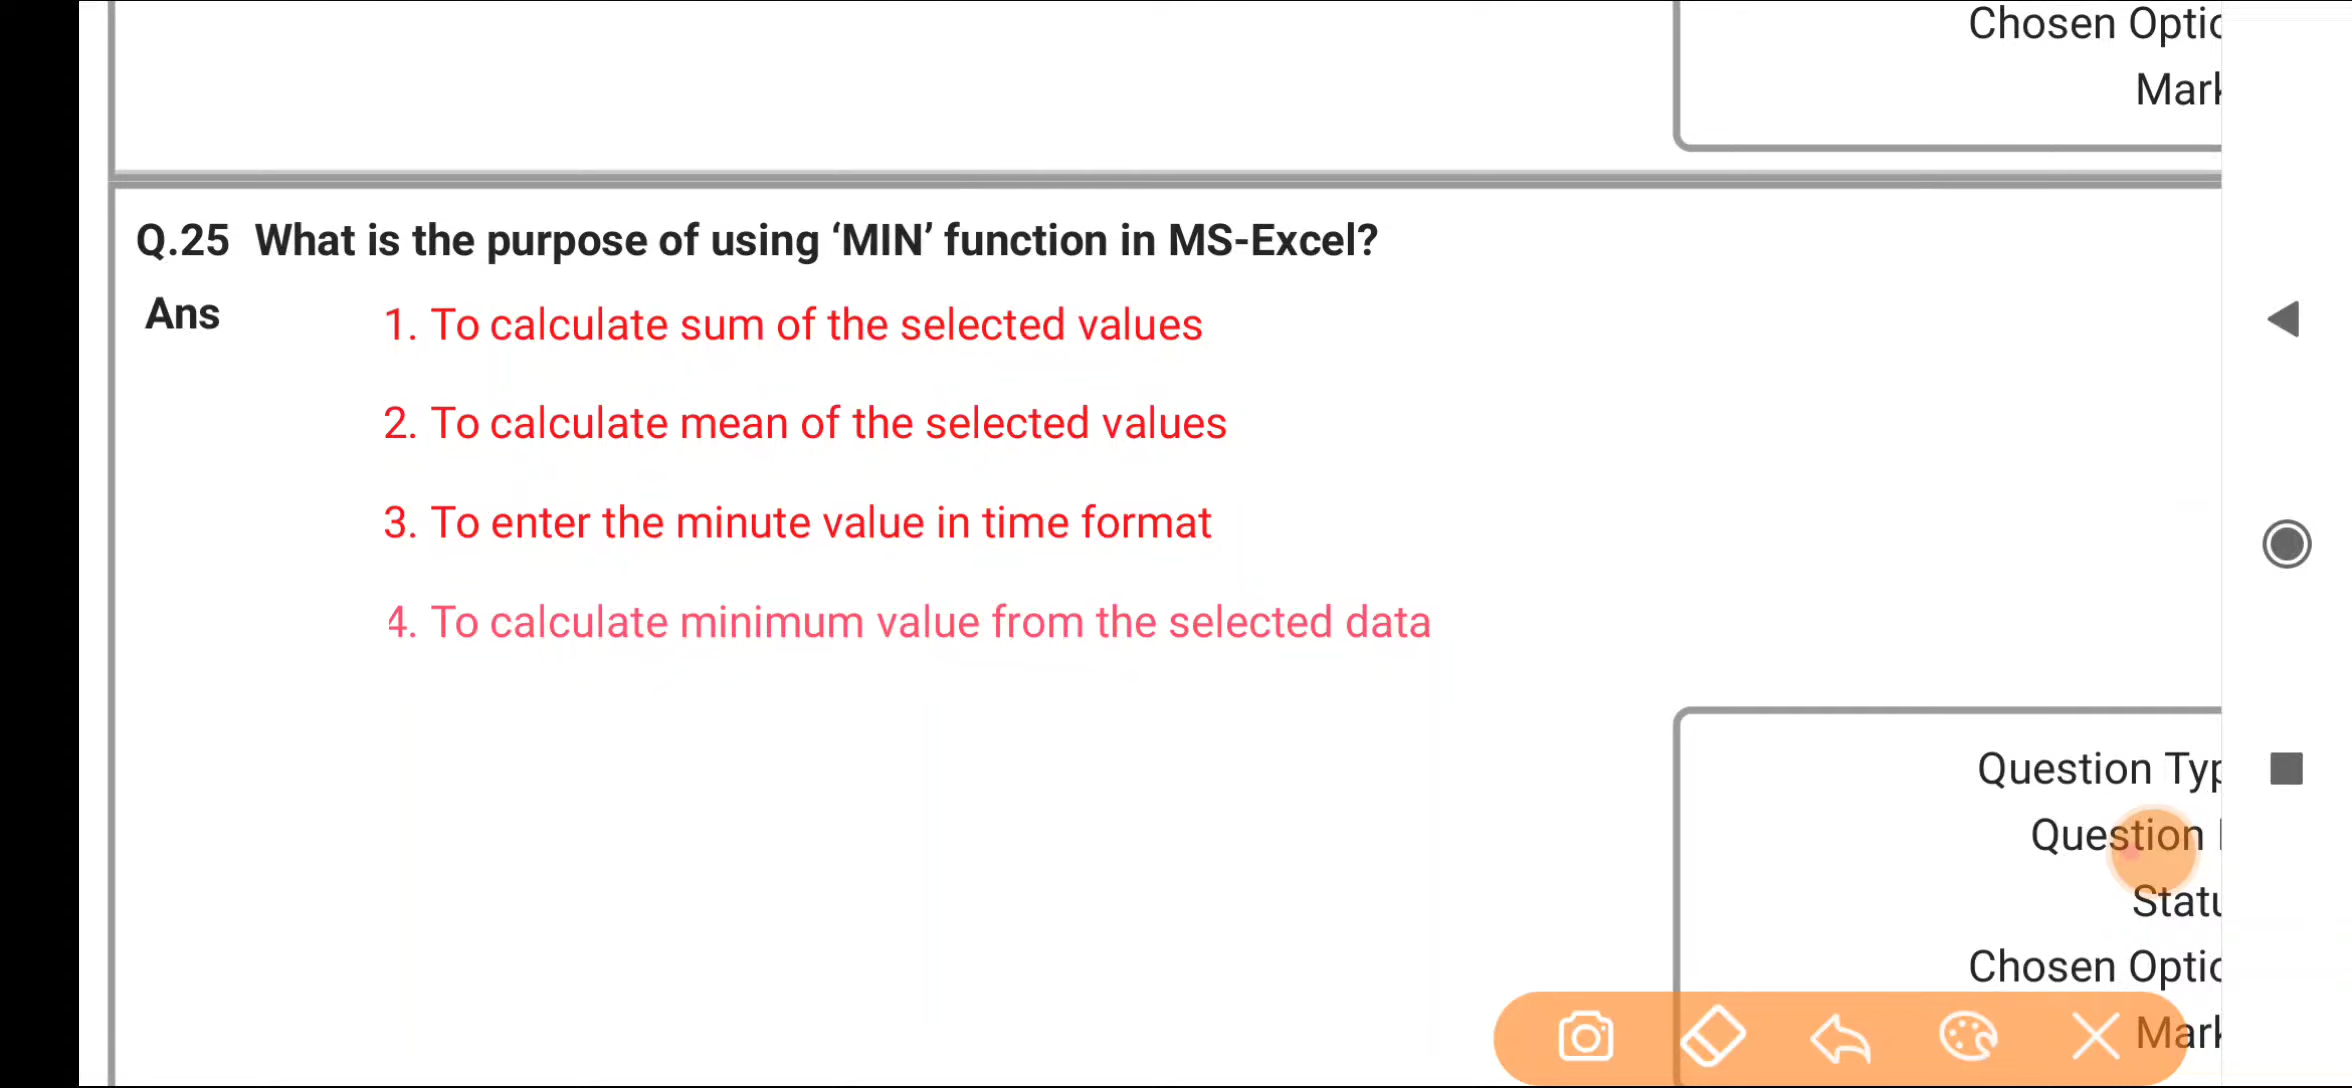 Chosen Optio
Mark
Q.25 What is the purpose of using ‘MIN’ function in MS-Excel?
Ans
1. To calculate sum of the selected values
2. To calculate mean of the selected values
3. To enter the minute value in time format
4. To calculate minimum value from the selected data
Question Typ
Question
Statu
Chosen Optio
Mark